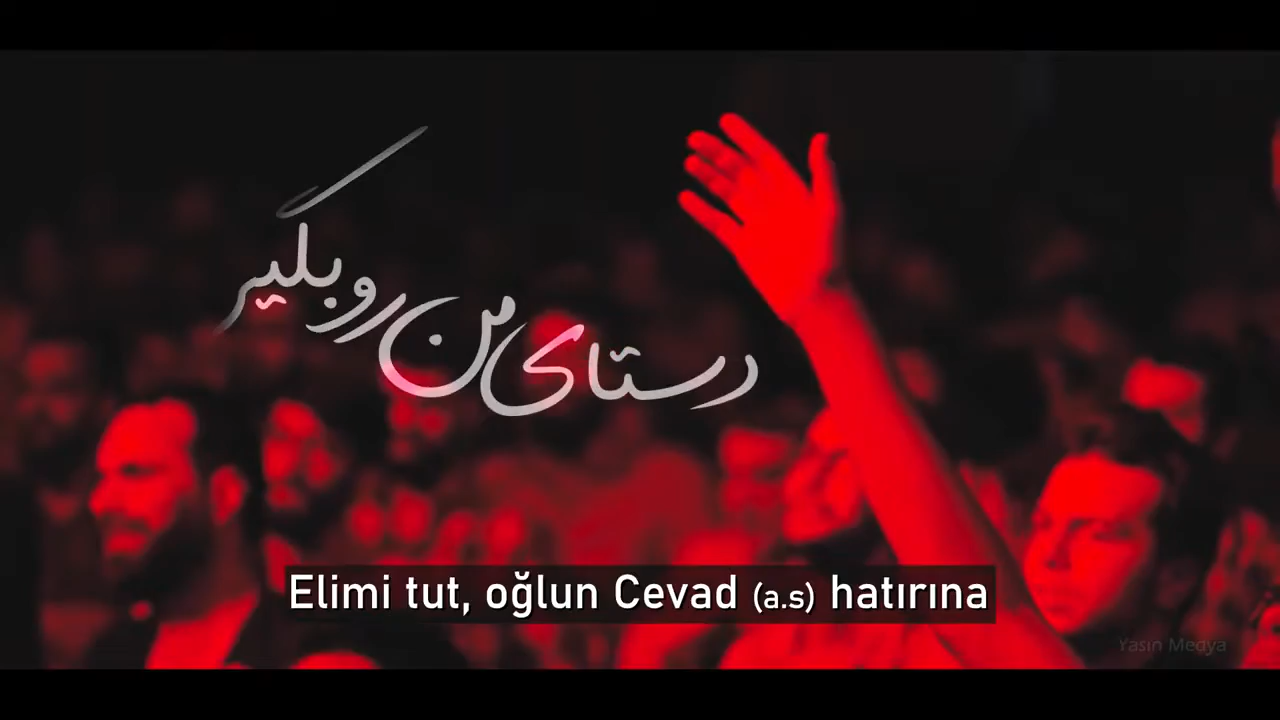 دستای من رو بگیر
Elimi tut, oğlun Cevad (a.s) hatırına
Yasin Medya